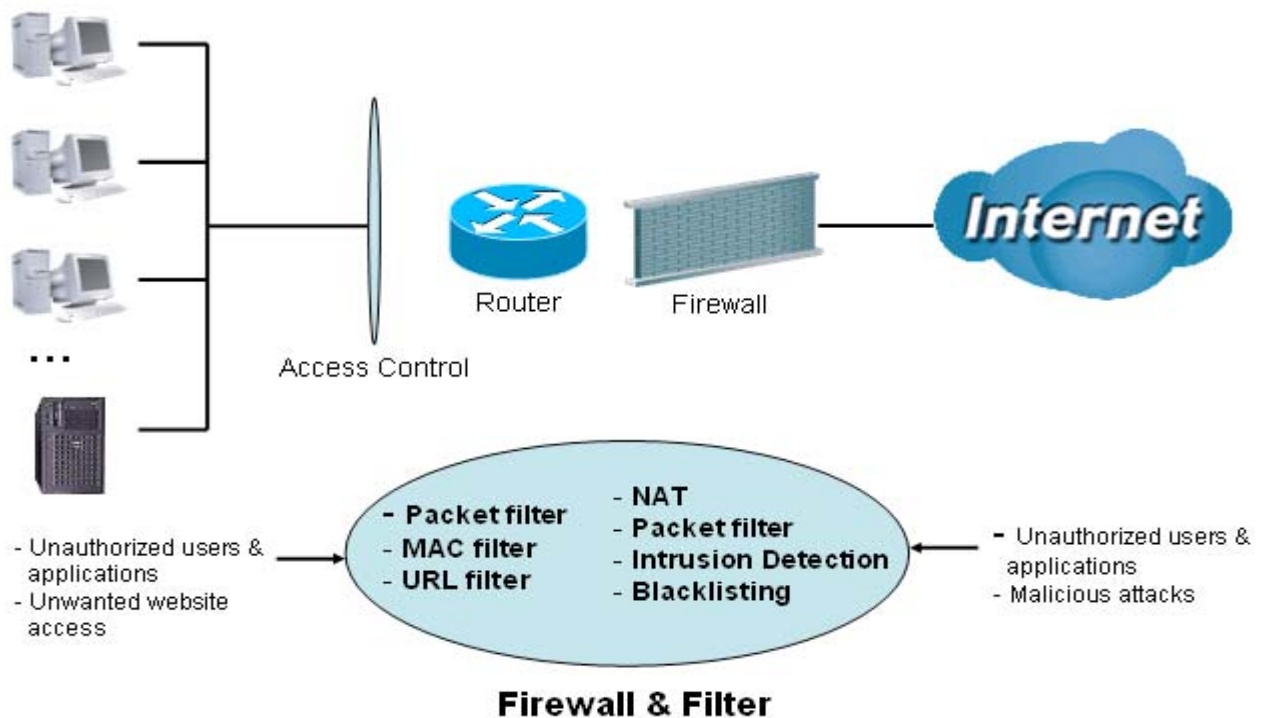 Internet
Router
Firewall
...
Access Control
- Packet filter
- MAC filter
- URL filter
- NAT
- Packet filter
- Intrusion Detection
- Blacklisting
- Unauthorized users &
applications
- Unwanted website
access
- Unauthorized users &
applications
- Malicious attacks
Firewall & Filter